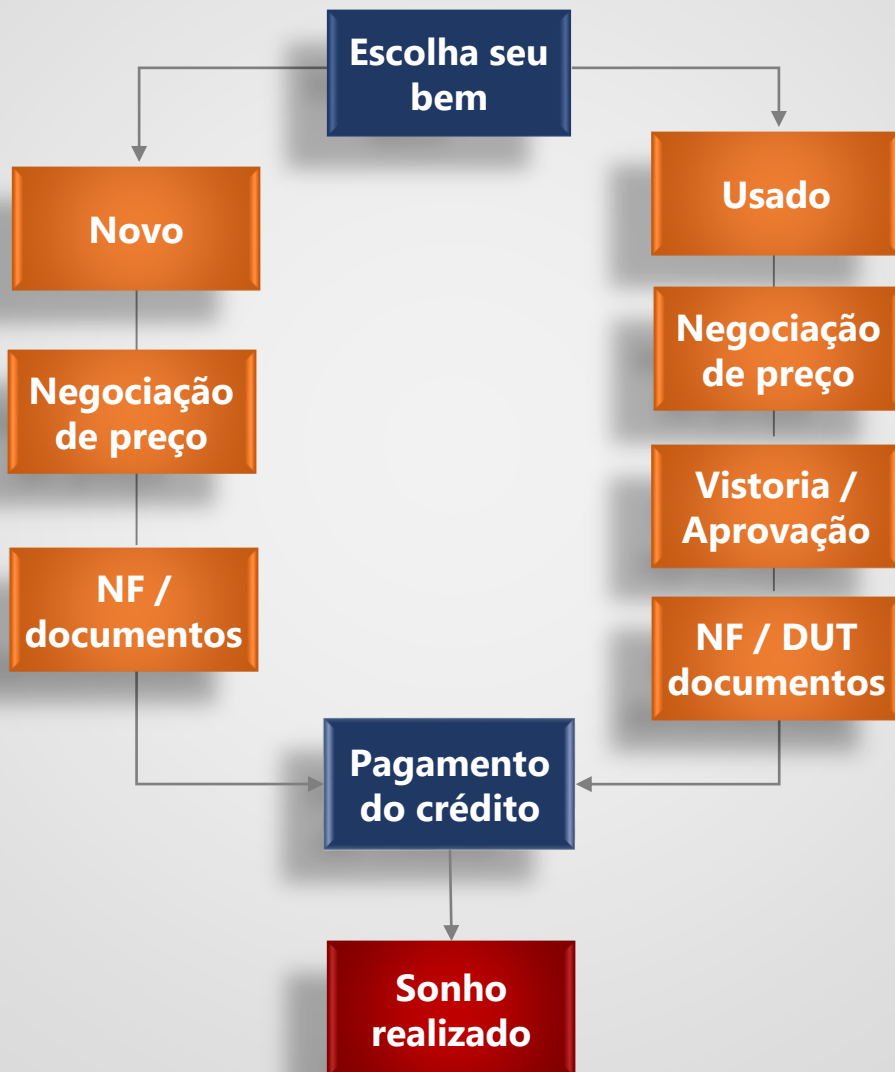 Escolha seu
bem
Novo
Negociação
de preço
NF /
documentos
Usado
Negociação
de preço
Vistoria /
Aprovação
NF / DUT
documentos
Pagamento
do crédito
Sonho
realizado